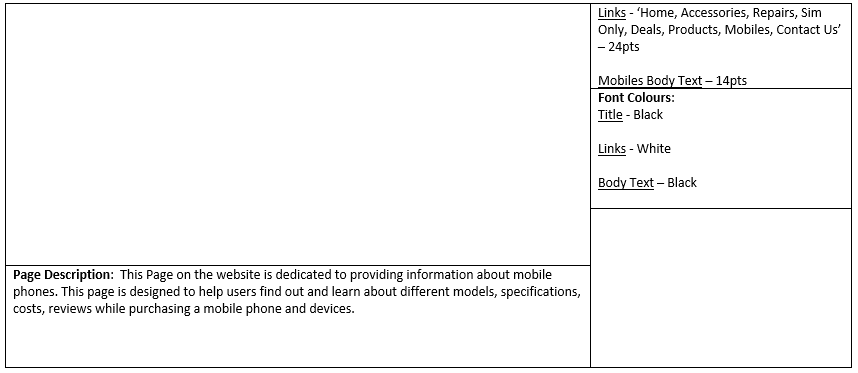 Links - ‘Home, Accessories, Repairs, Sim
Only, Deals, Products, Mobiles, Contact Us’
– 24pts
Mobiles Body Text – 14pts
Font Colours:
Title - Black
Links - White
Body Text – Black
Page Description:  This Page on the website is dedicated to providing information about mobile
phones. This page is designed to help users find out and learn about different models, specifications,
costs, reviews while purchasing a mobile phone and devices.